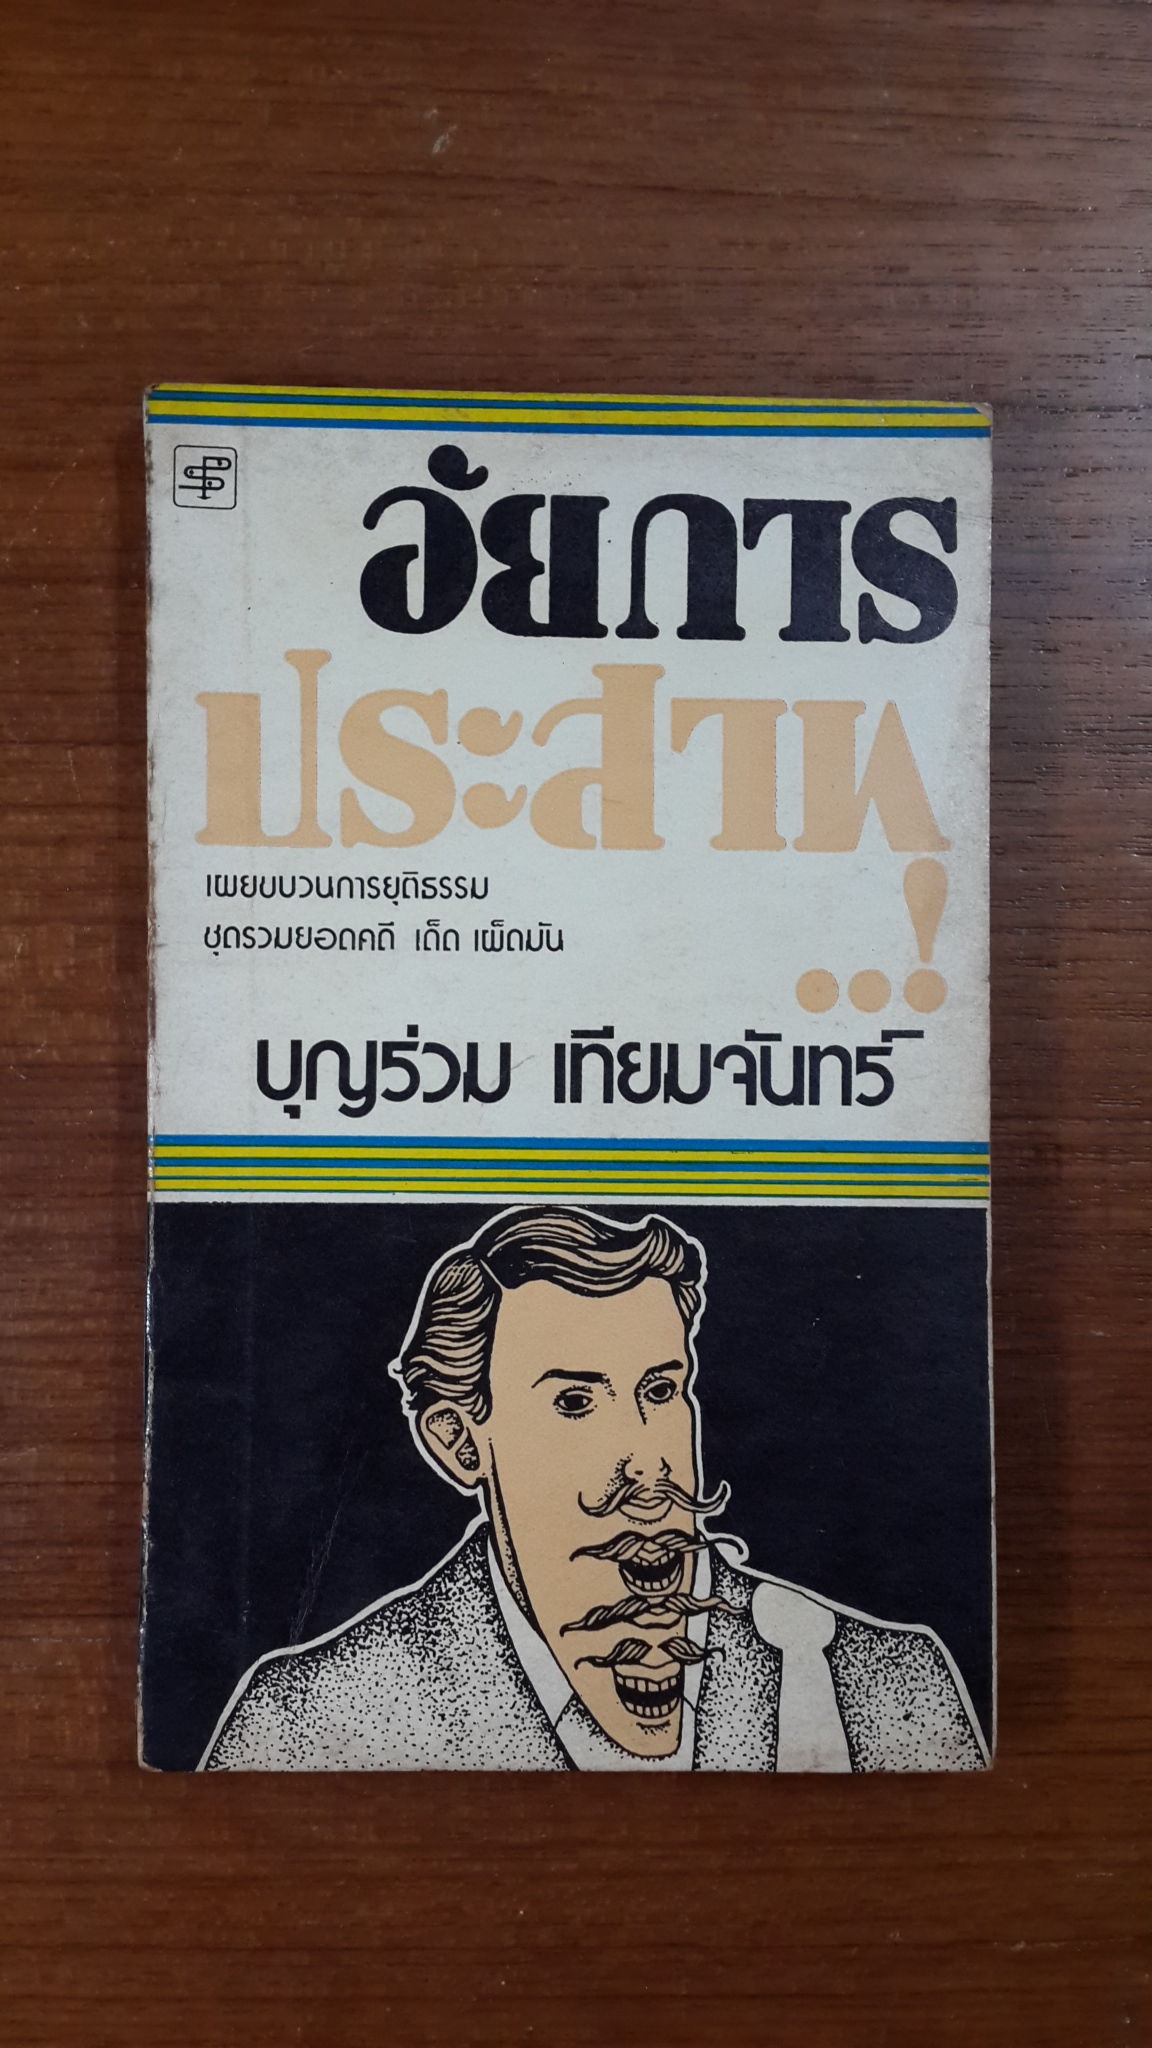 อัยการ
ประสาท
...!
เผยขบวนการยุติธรรม
ชุดรวมยอดคดี เด็ด เผ็ดมัน
บุญร่วม เทียมจันทร์